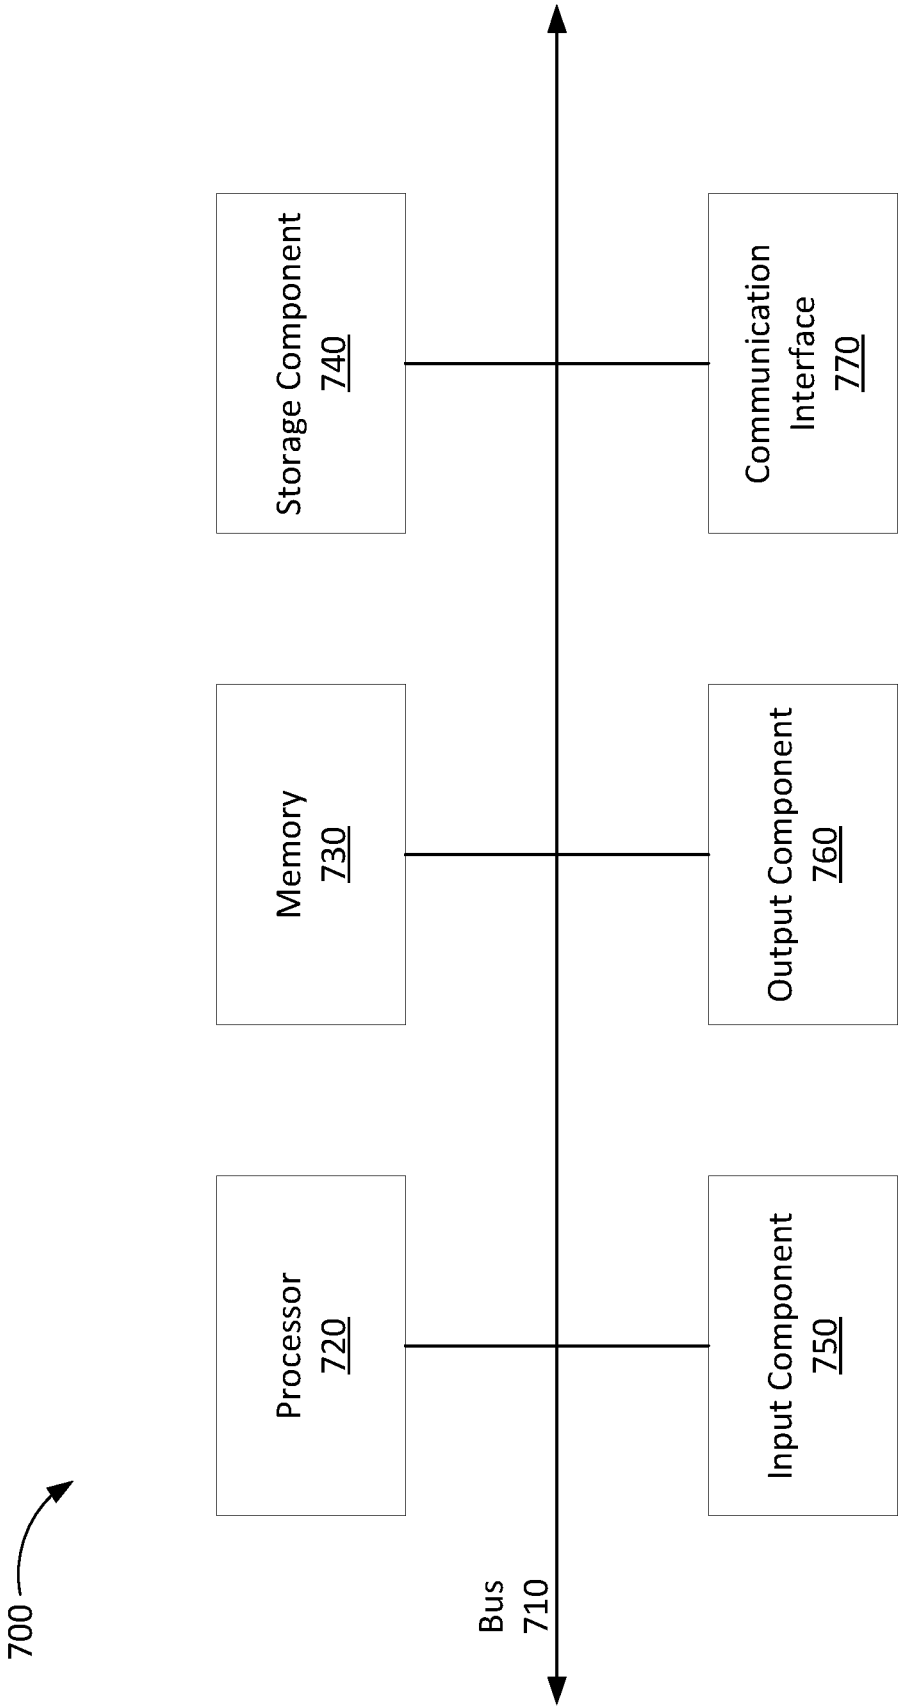 700
Processor
720
Memory
730
Storage Component
740
Bus
710
Input Component
750
Output Component
760
Communication
Interface
770